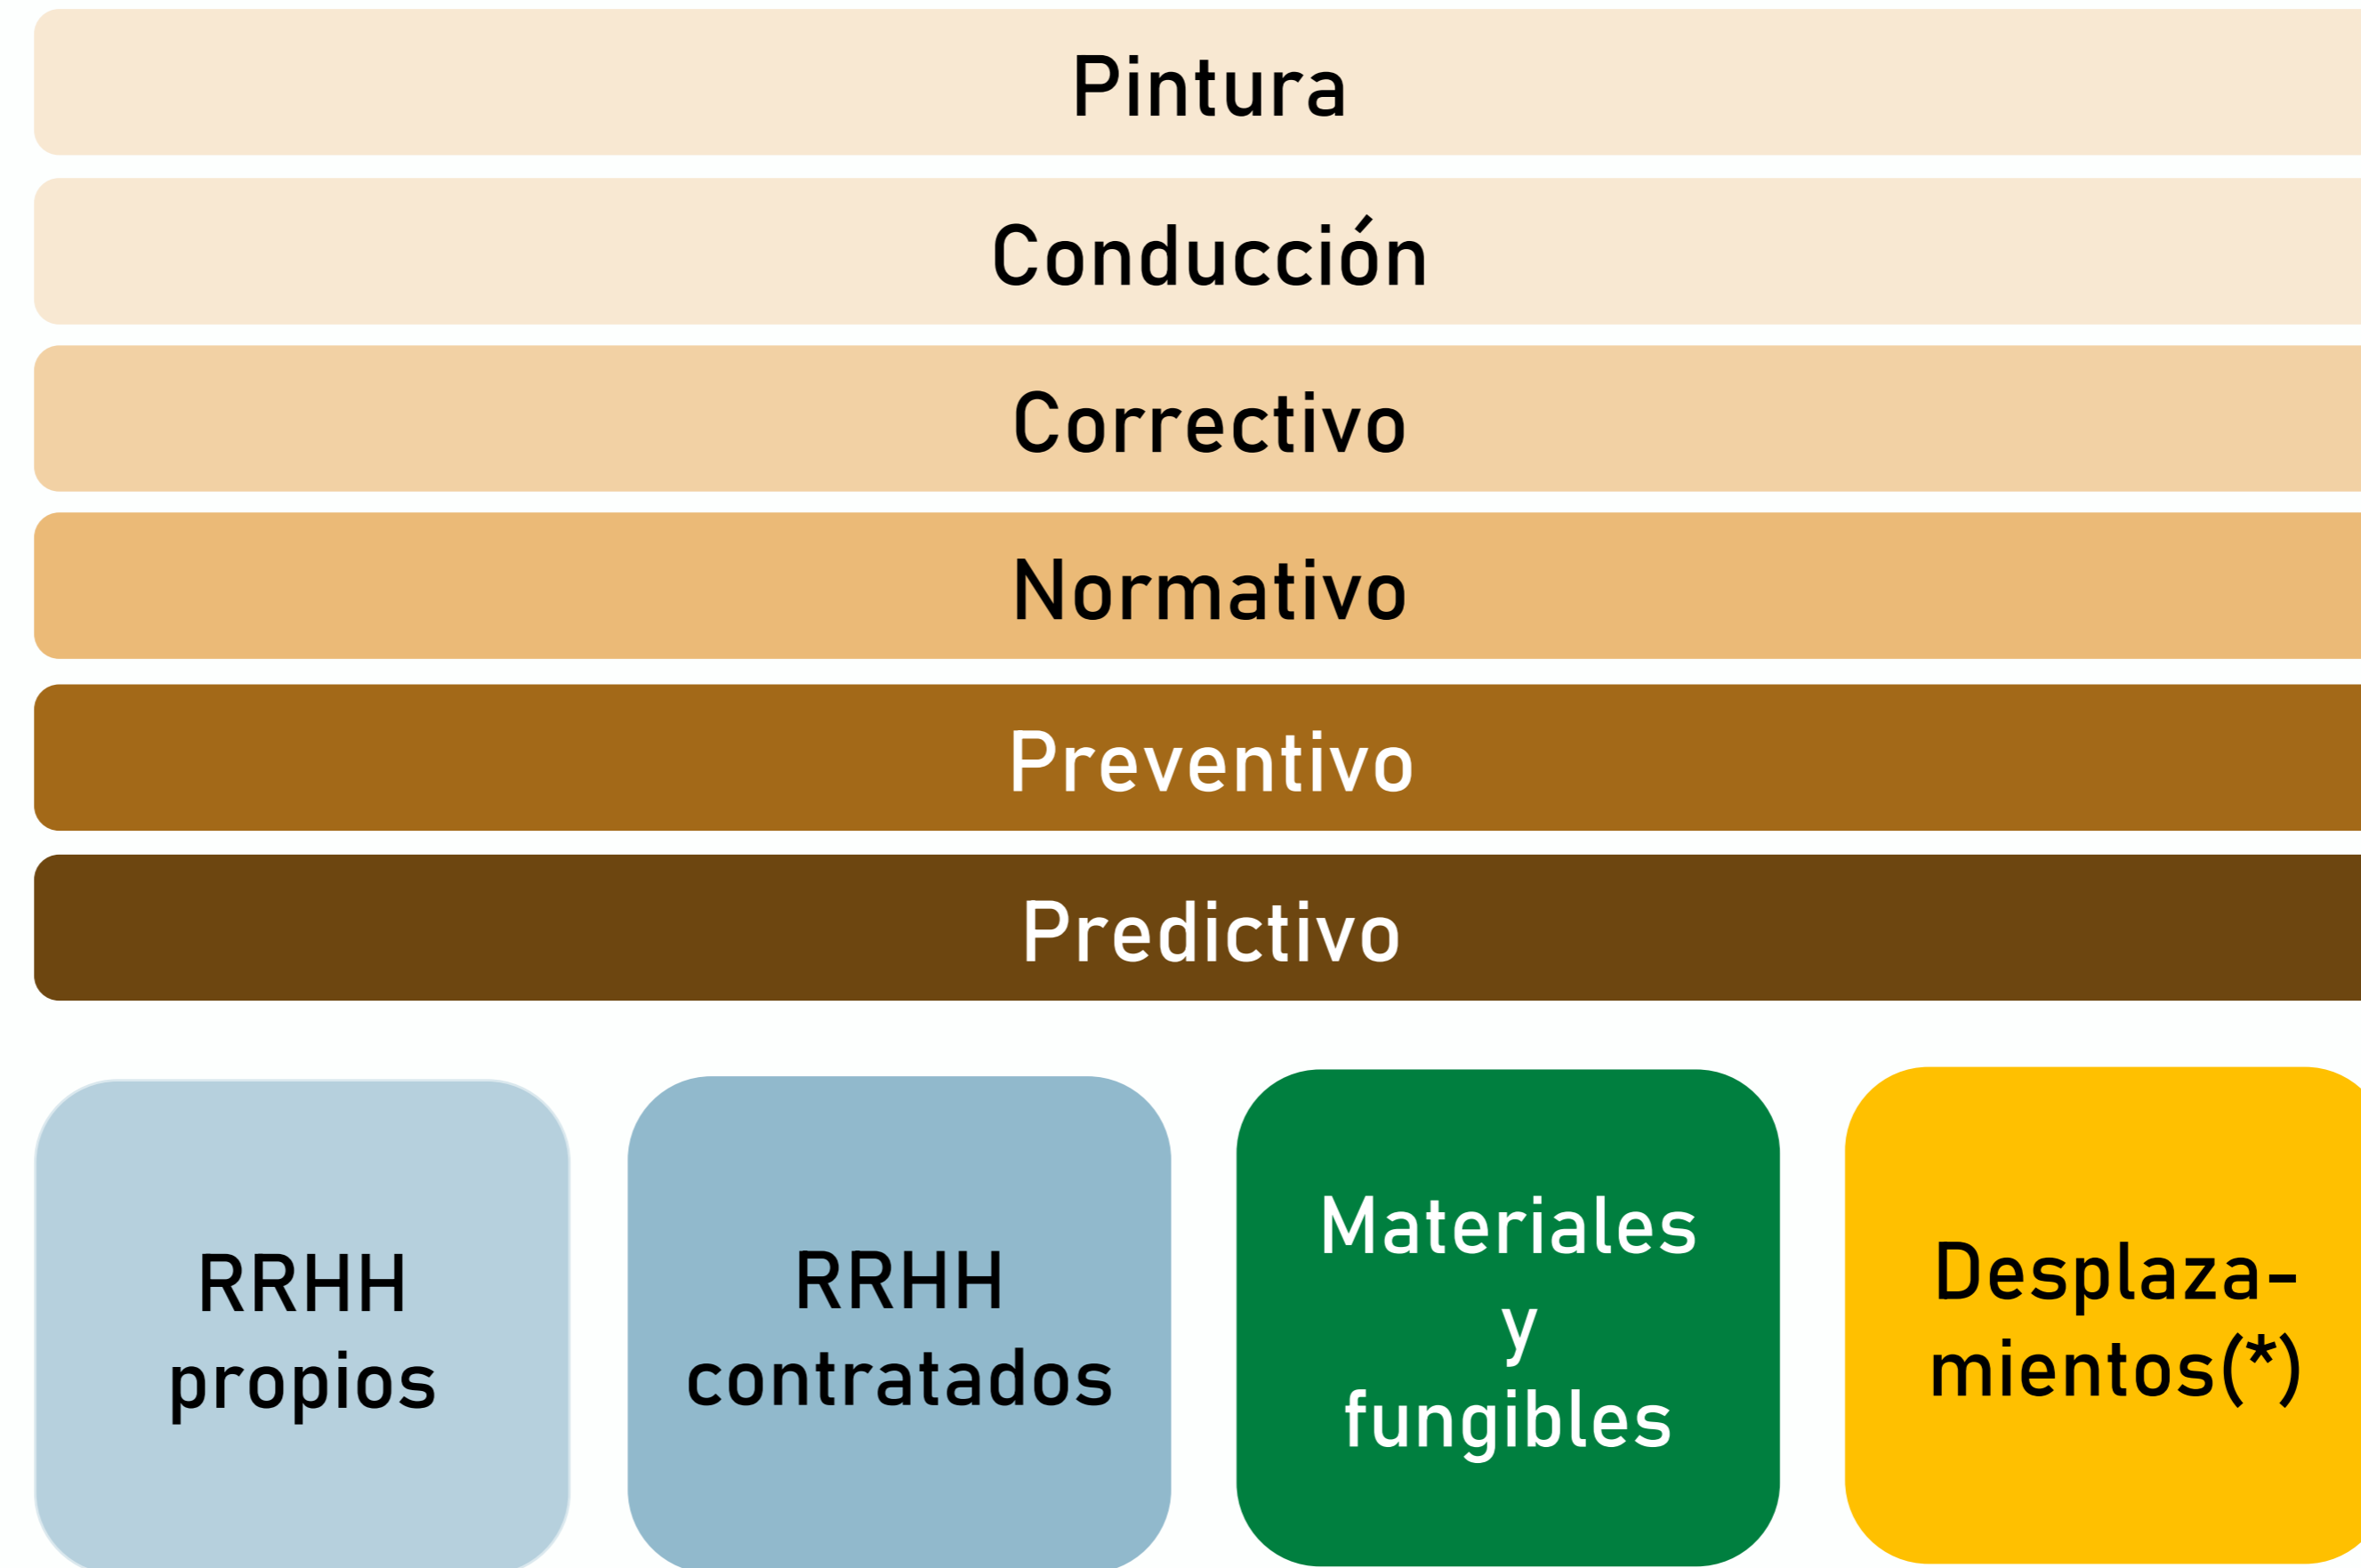 Pintura
Conducción
Correctivo
Normativo
Preventivo
Predictivo
RRHH
propios
RRHH
contratados
Materiales
y
fungibles
Desplaza-
mientos(*)